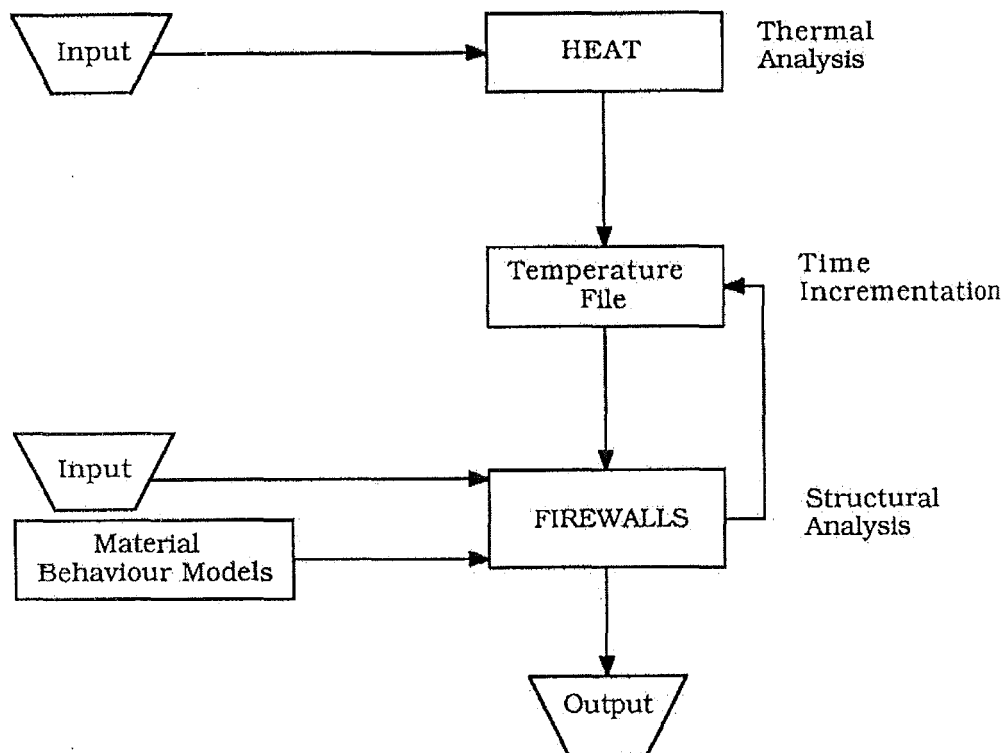 Input
HEAT
Thermal
Analysis
Temperature
File
Time
Incrementation
Input
Material
Behaviour Models
FIREWALLS
Structural
Analysis
Output